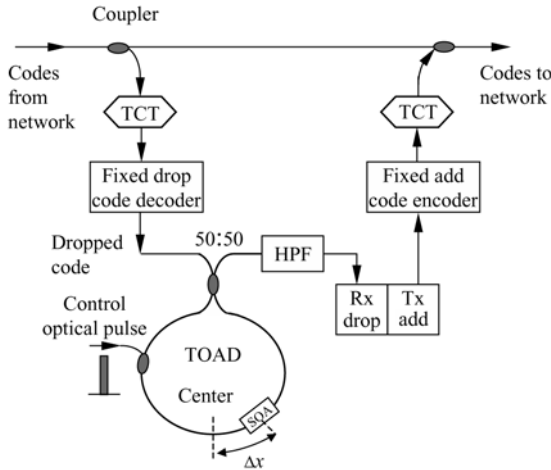 Coupler
Codes
from
network
Codes to
network
TCT
TCT
Fixed drop
code decoder
Fixed add
code encoder
Dropped
code
50:50
HPF
Rx
drop
Tx
add
Control
optical pulse
TOAD
Center
SQA
Δx